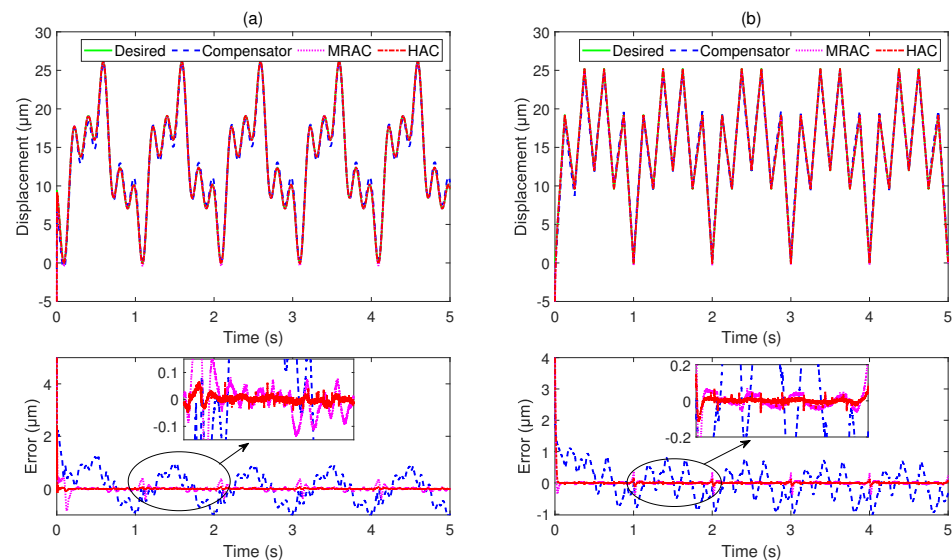 (a)
Displacement (μm)
30
25
20
15
10
5
0
-5
Desired Compensator MRAC HAC
0 1 2 3 4 5
Time (s)
(b)
Displacement (μm)
30
25
20
15
10
5
0
-5
Desired Compensator MRAC HAC
0 1 2 3 4 5
Time (s)
Error (μm)
4
2
0
0.1
0
-0.1
0 1 2 3 4 5
Time (s)
Error (μm)
4
3
2
1
0
-1
0.2
0
-0.2
0 1 2 3 4 5
Time (s)